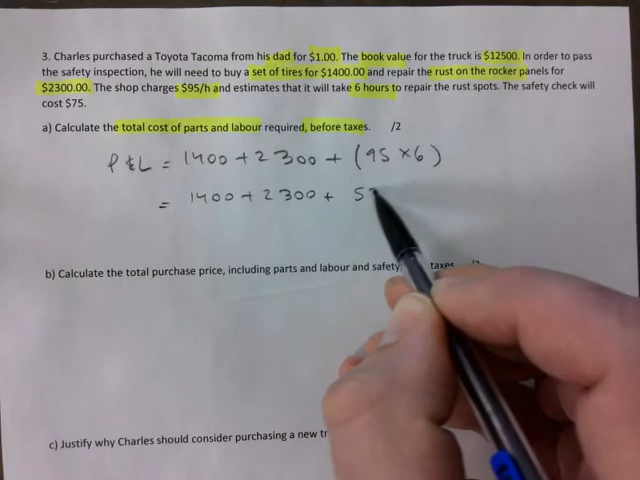 3. Charles purchased a Toyota Tacoma from his dad for $1.00. The book value for the truck is $12500. In order to pass
the safety inspection, he will need to buy a set of tires for $1400.00 and repair the rust on the rocker panels for
$2300.00. The shop charges $95/h and estimates that it will take 6 hours to repair the rust spots. The safety check will
cost $75.
a) Calculate the total cost of parts and labour required, before taxes. /2
P & L = 1400 + 2300 + (95 × 6)
= 1400 + 2300 + 5
b) Calculate the total purchase price, including parts and labour and safety, taxes
c) Justify why Charles should consider purchasing a new